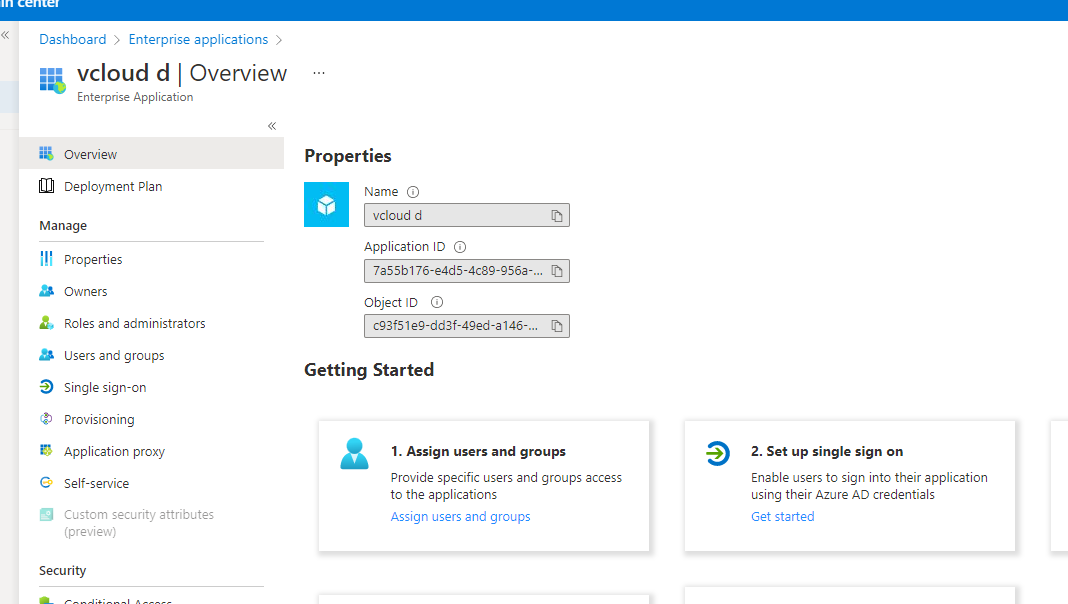 in center
Dashboard
Enterprise applications
vcloud d | Overview
...
Enterprise Application
Overview
Deployment Plan
Manage
Properties
Owners
Roles and administrators
Users and groups
Single sign-on
Provisioning
Application proxy
Self-service
Custom security attributes
(preview)
Security
Conditional Access
Properties
Name
vcloud d
Application ID
7a55b176-e4d5-4c89-956a-...
Object ID
c93f51e9-dd3f-49ed-a146-...
Getting Started
1. Assign users and groups
Provide specific users and groups access
to the applications
Assign users and groups
2. Set up single sign on
Enable users to sign into their application
using their Azure AD credentials
Get started